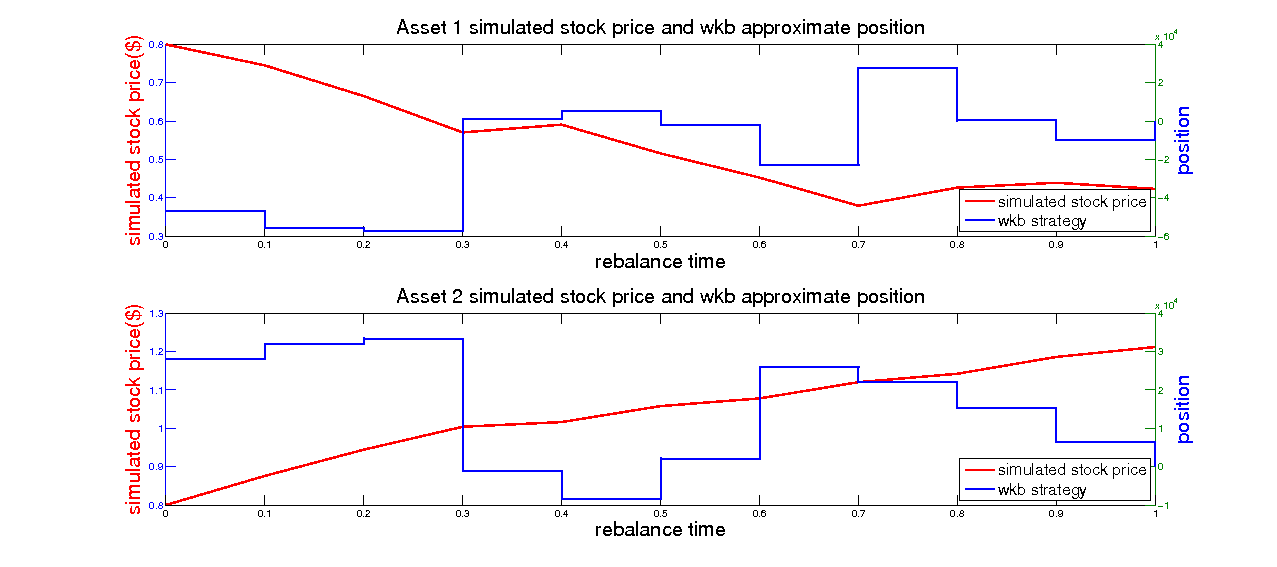 Asset 1 simulated stock price and wkb approximate position
x 10^4
simulated stock price($)
0.8
0.7
0.6
0.5
0.4
0.3
4
2
0
−2
−4
−6
position
simulated stock price
wkb strategy
0 0.1 0.2 0.3 0.4 0.5 0.6 0.7 0.8 0.9 1
rebalance time
Asset 2 simulated stock price and wkb approximate position
x 10^4
simulated stock price($)
1.3
1.2
1.1
1
0.9
0.8
4
3
2
1
0
−1
position
simulated stock price
wkb strategy
0 0.1 0.2 0.3 0.4 0.5 0.6 0.7 0.8 0.9 1
rebalance time